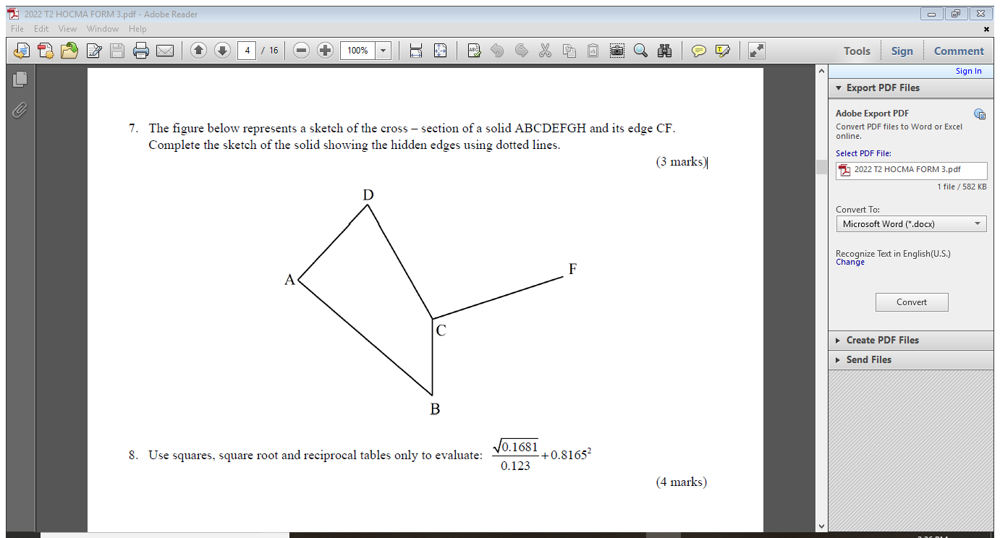 2022 T2 HOCMA FORM 3.pdf - Adobe Reader
File Edit View Window Help
4 / 16 100% Tools Sign Comment
Sign In
Export PDF Files
Adobe Export PDF
Convert PDF files to Word or Excel
online.
Select PDF File:
2022 T2 HOCMA FORM 3.pdf
1 file / 582 KB
Convert To:
Microsoft Word (*.docx)
Recognize Text in English(U.S.)
Change
Convert
Create PDF Files
Send Files
7. The figure below represents a sketch of the cross – section of a solid ABCDEFGH and its edge CF.
Complete the sketch of the solid showing the hidden edges using dotted lines.
(3 marks)
D
F
A
C
B
8. Use squares, square root and reciprocal tables only to evaluate: √0.1681/0.123 + 0.8165²
(4 marks)